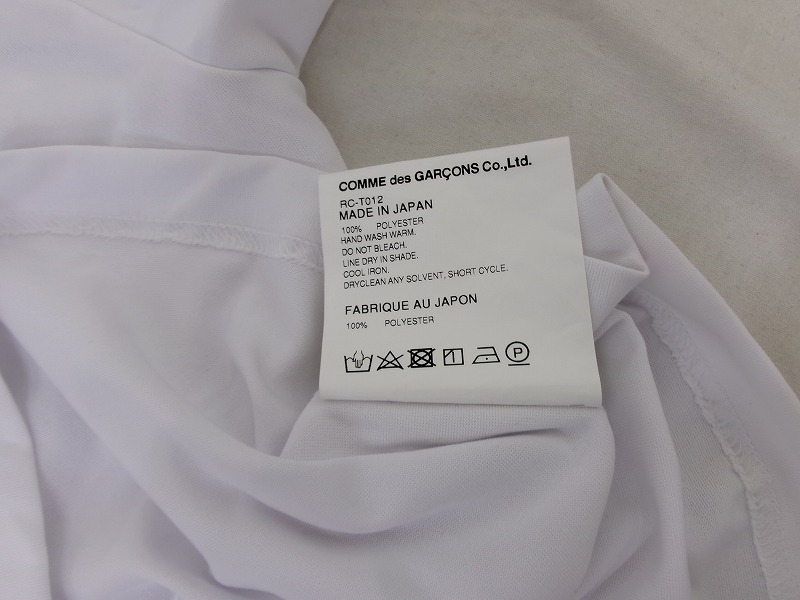 COMME des GARÇONS Co.,Ltd.
RC-T012
MADE IN JAPAN
100% POLYESTER
HAND WASH WARM.
DO NOT BLEACH.
LINE DRY IN SHADE.
COOL IRON.
DRYCLEAN ANY SOLVENT, SHORT CYCLE.
FABRIQUE AU JAPON
100% POLYESTER
P